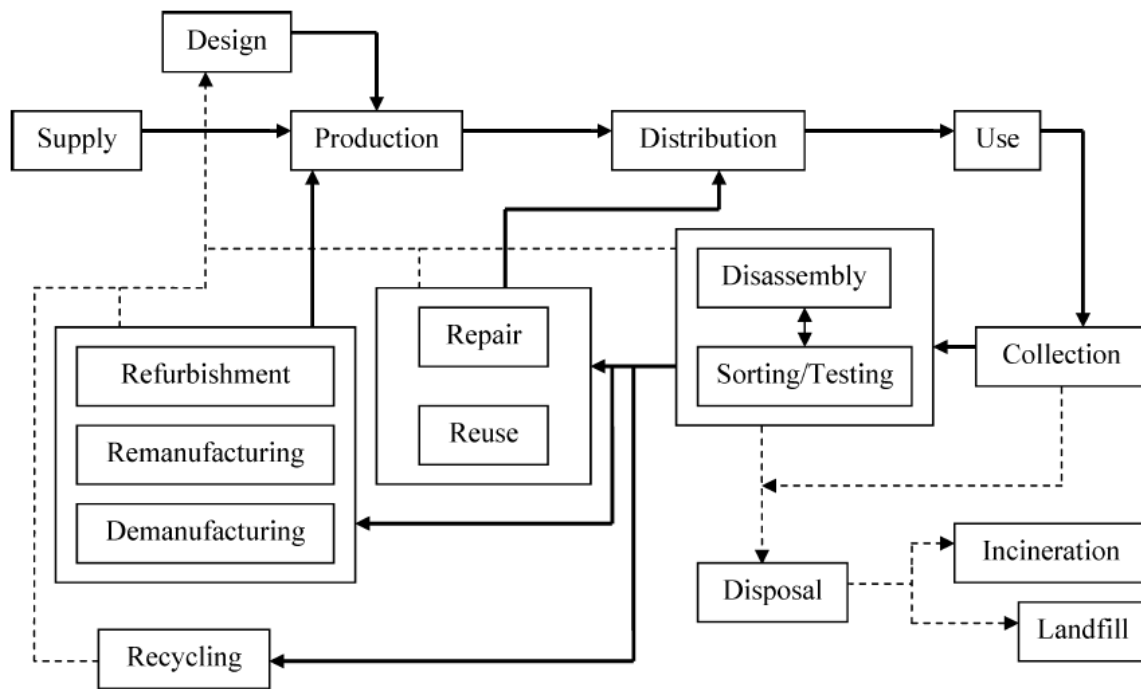 Design
Supply
Production
Distribution
Use
Disassembly
Repair
Collection
Refurbishment
Sorting/Testing
Reuse
Remanufacturing
Demanufacturing
Incineration
Disposal
Landfill
Recycling